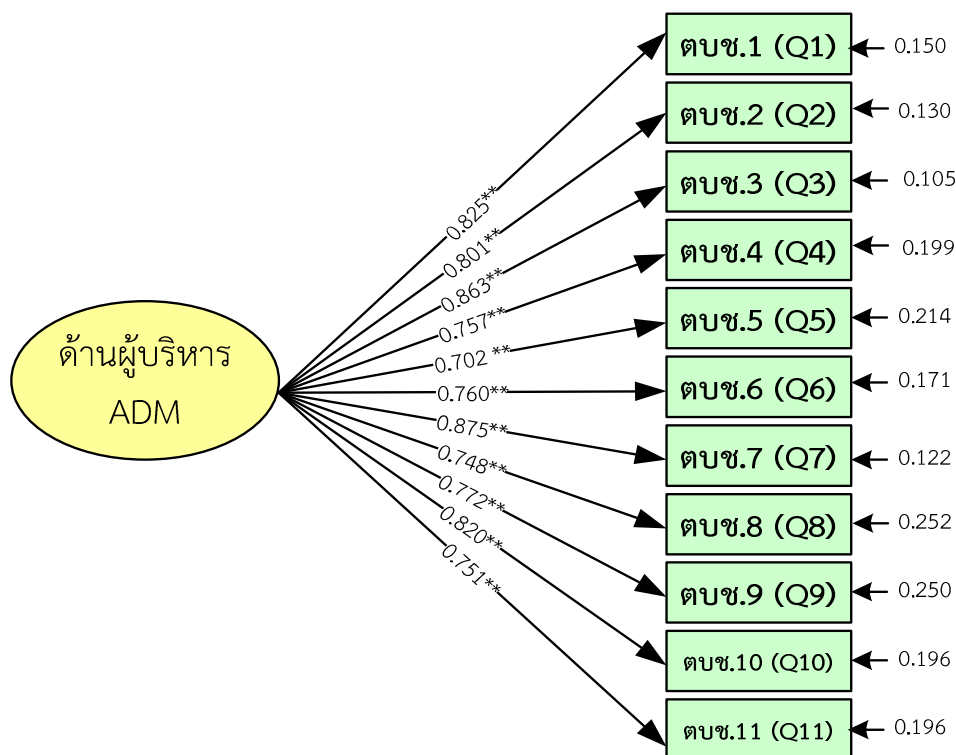 ตบช.1 (Q1)
0.150
ตบช.2 (Q2)
0.130
ตบช.3 (Q3)
0.105
ตบช.4 (Q4)
0.199
ตบช.5 (Q5)
0.214
ตบช.6 (Q6)
0.171
ตบช.7 (Q7)
0.122
ตบช.8 (Q8)
0.252
ตบช.9 (Q9)
0.250
ตบช.10 (Q10)
0.196
ตบช.11 (Q11)
0.196
0.825**
0.801**
0.863**
0.757**
0.702 **
0.760**
0.875**
0.748**
0.772**
0.820**
0.751**
ด้านผู้บริหาร
ADM